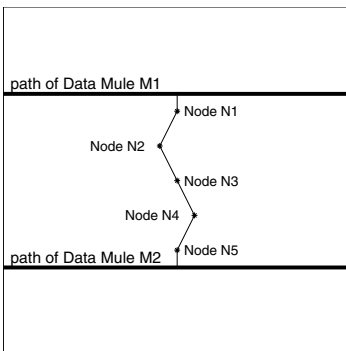 path of Data Mule M1
Node N1
Node N2
Node N3
Node N4
Node N5
path of Data Mule M2